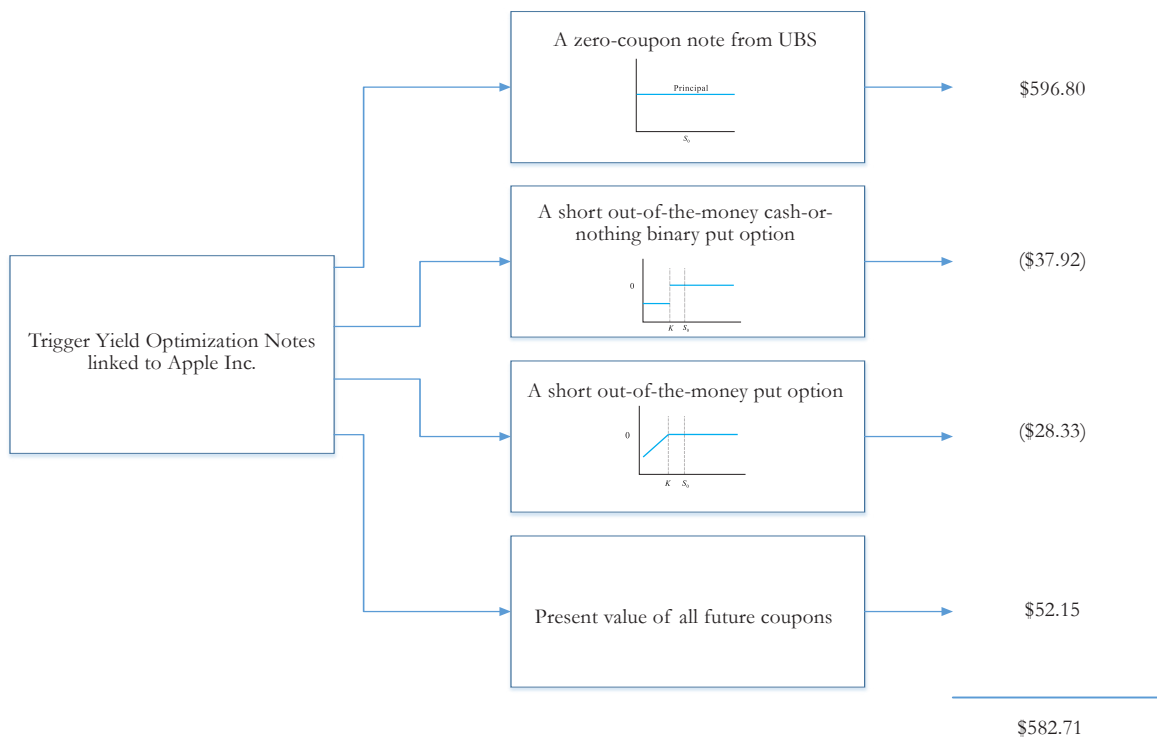 A zero-coupon note from UBS
Principal
S₀
$596.80
A short out-of-the-money cash-or-
nothing binary put option
0
K
S₀
($37.92)
Trigger Yield Optimization Notes
linked to Apple Inc.
A short out-of-the-money put option
0
K
S₀
($28.33)
Present value of all future coupons
$52.15
$582.71